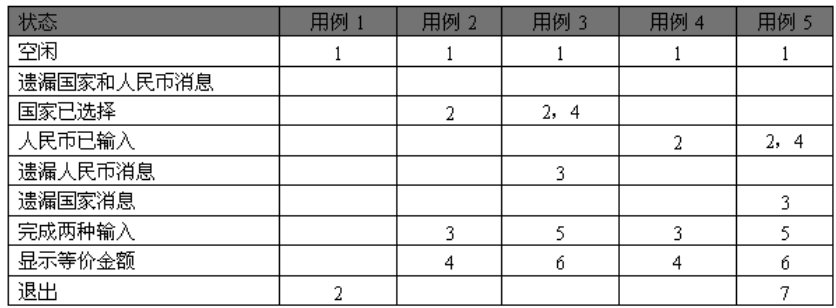 状态 用例 1 用例 2 用例 3 用例 4 用例 5
空闲 1 1 1 1 1
遗漏国家和人民币消息
国家已选择 2 2，4
人民币已输入 2 2，4
遗漏人民币消息 3
遗漏国家消息 3
完成两种输入 3 5 3 5
显示等价金额 4 6 4 6
退出 2 7